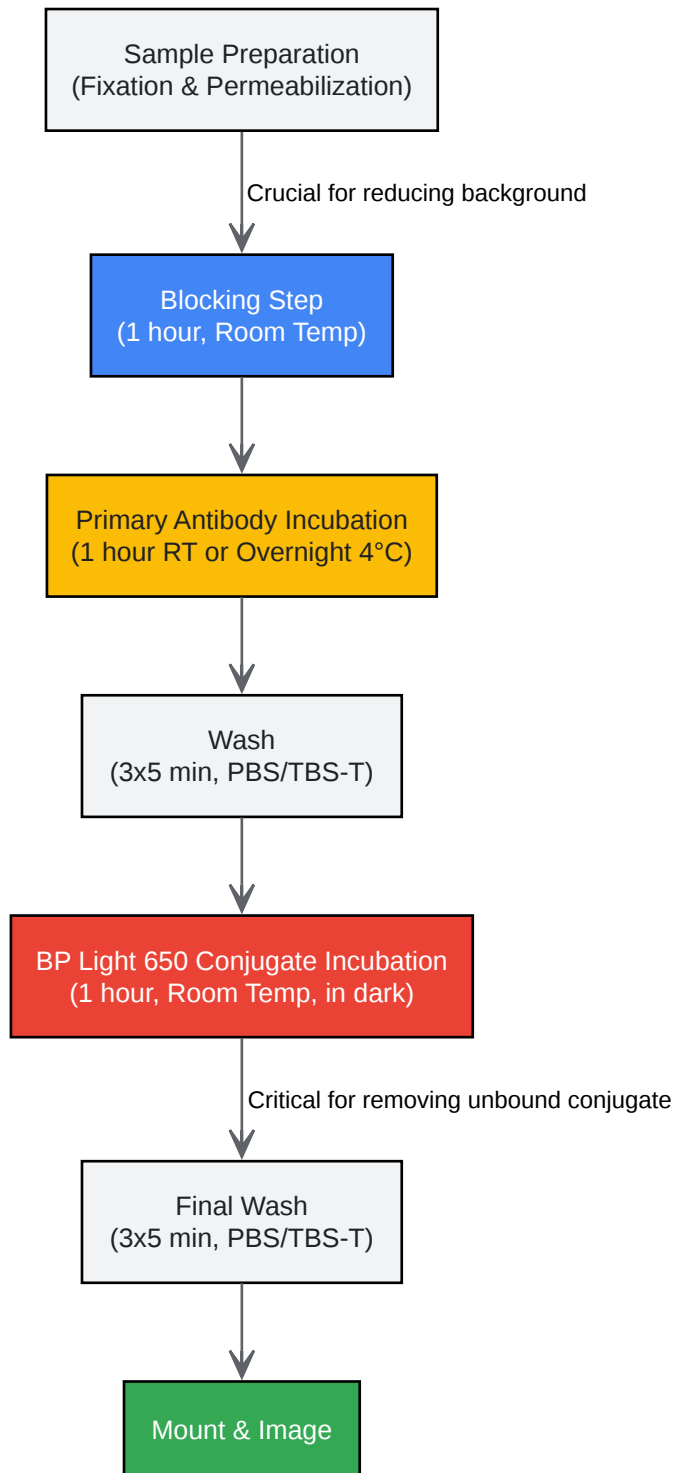 Sample Preparation
(Fixation & Permeabilization)
Crucial for reducing background
Blocking Step
(1 hour, Room Temp)
Primary Antibody Incubation
(1 hour RT or Overnight 4°C)
Wash
(3x5 min, PBS/TBS-T)
BP Light 650 Conjugate Incubation
(1 hour, Room Temp, in dark)
Critical for removing unbound conjugate
Final Wash
(3x5 min, PBS/TBS-T)
Mount & Image